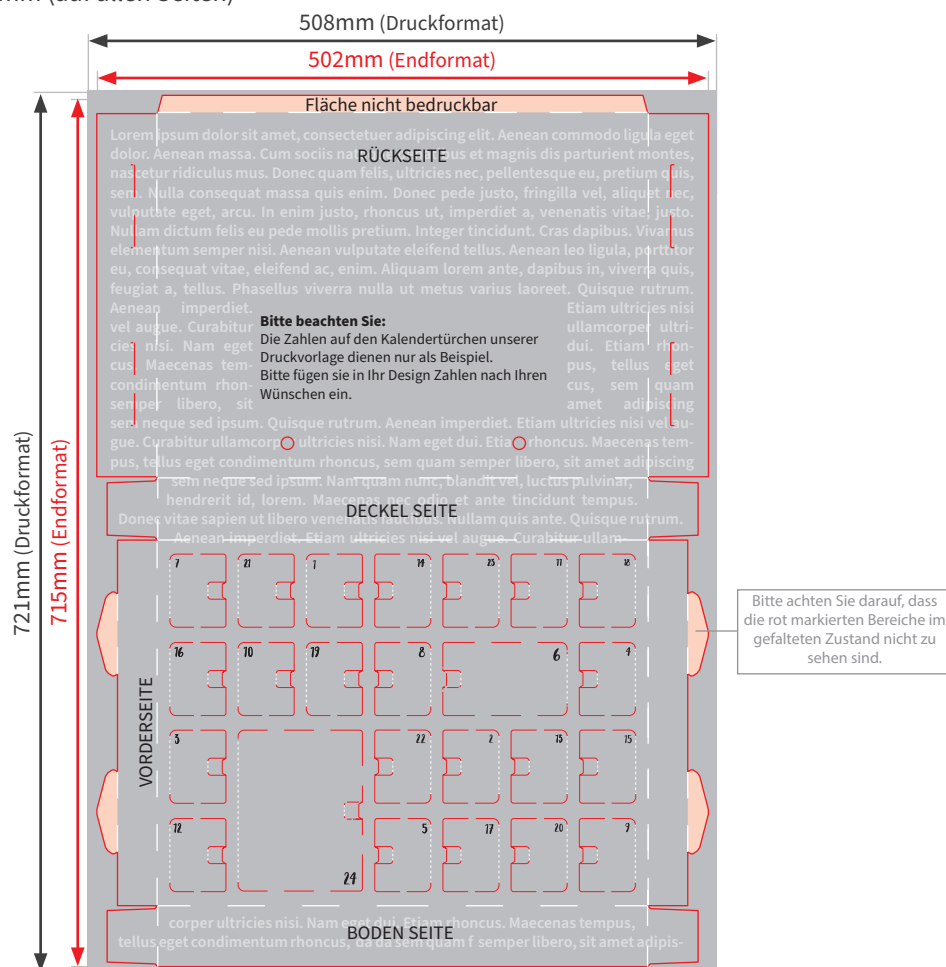 mm (auf allen Seiten)
508mm (Druckformat)
502mm (Endformat)
721mm (Druckformat)
715mm (Endformat)
Fläche nicht bedruckbar
Lorem ipsum dolor sit amet, consectetuer adipiscing elit. Aenean commodo ligula eget
dolor. Aenean massa. Cum sociis et magnis dis parturient montes,
RÜCKSEITE
nascetur ridiculus mus. Donec quam felis, ultricies nec, pellentesque eu, pretium quis,
sem. Nulla consequat massa quis enim. Donec pede justo, fringilla vel, aliquet nec,
vulputate eget, arcu. In enim justo, rhoncus ut, imperdiet a, venenatis vitae, justo.
Nullam dictum felis eu pede mollis pretium. Integer tincidunt. Cras dapibus. Vivamus
elementum semper nisi. Aenean vulputate eleifend tellus. Aenean leo ligula, porttitor
eu, consequat vitae, eleifend ac, enim. Aliquam lorem ante, dapibus in, viverra quis,
feugiat a, tellus. Phasellus viverra nulla ut metus varius laoreet. Quisque rutrum.
Aenean imperdiet. Etiam ultricies nisi
vel augue. Curabitur ullamcorper ultri-
cies nisi. Nam eget dui. Etiam rhon-
cus. Maecenas tem- pus, tellus eget
condimentum rhon- cus, sem quam
semper libero, sit amet adipiscing
Bitte beachten Sie:
Die Zahlen auf den Kalendertürchen unserer
Druckvorlage dienen nur als Beispiel.
Bitte fügen sie in Ihr Design Zahlen nach Ihren
Wünschen ein.
sem neque sed ipsum. Quisque rutrum. Aenean imperdiet. Etiam ultricies nisi vel au-
gue. Curabitur ullamcorper ultricies nisi. Nam eget dui. Etiam rhoncus. Maecenas tem-
pus, tellus eget condimentum rhoncus, sem quam semper libero, sit amet adipiscing
sem neque sed ipsum. Nam quam nunc, blandit vel, luctus pulvinar,
hendrerit id, lorem. Maecenas nec odio et ante tincidunt tempus.
DECKEL SEITE
Donec vitae sapien ut libero venenatis faucibus. Nullam quis ante. Quisque rutrum.
Aenean imperdiet. Etiam ultricies nisi vel augue. Curabitur ullam-
7 21 1 14 23 11 18
16 10 19 8 6 4
VORDERSEITE
3 22 2 13 15
12 24 5 17 20 9
Bitte achten Sie darauf, dass
die rot markierten Bereiche im
gefalteten Zustand nicht zu
sehen sind.
corper ultricies nisi. Nam eget dui. Etiam rhoncus. Maecenas tempus,
BODEN SEITE
tellus eget condimentum rhoncus, da da sem quam f semper libero, sit amet adipis-